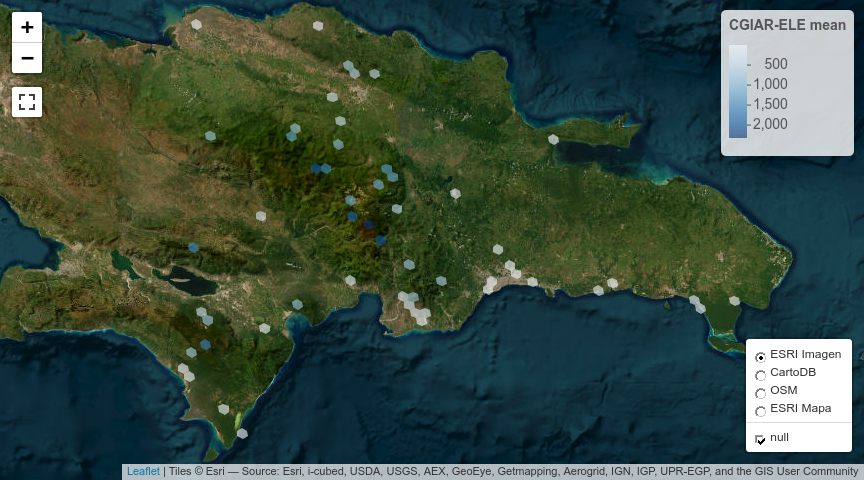 +
−
CGIAR-ELE mean
500
1,000
1,500
2,000
ESRI Imagen
CartoDB
OSM
ESRI Mapa
null
Leaflet | Tiles © Esri — Source: Esri, i-cubed, USDA, USGS, AEX, GeoEye, Getmapping, Aerogrid, IGN, IGP, UPR-EGP, and the GIS User Community